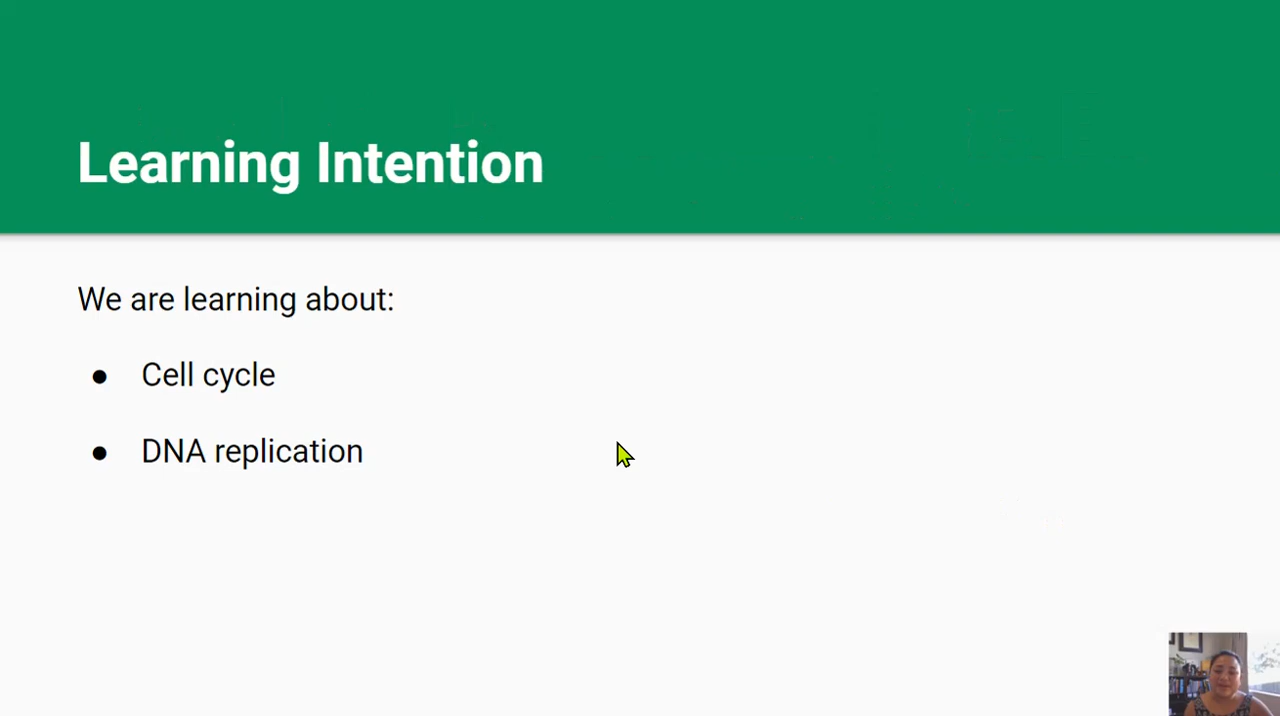 Learning Intention
We are learning about:
● Cell cycle
● DNA replication